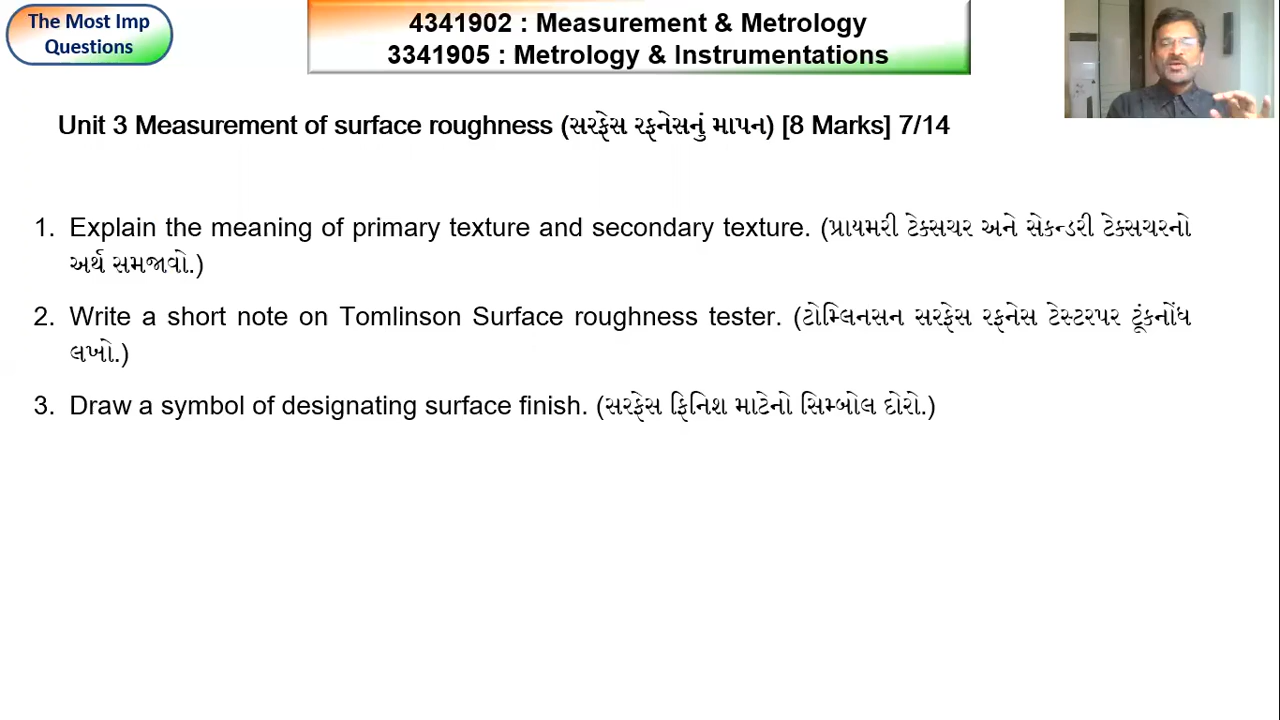 The Most Imp
Questions
4341902 : Measurement & Metrology
3341905 : Metrology & Instrumentations
Unit 3 Measurement of surface roughness (સરફેસ રફનેસનું માપન) [8 Marks] 7/14
1. Explain the meaning of primary texture and secondary texture. (પ્રાયમરી ટેક્સચર અને સેકન્ડરી ટેક્સચરનો
અર્થ સમજાવો.)
2. Write a short note on Tomlinson Surface roughness tester. (ટોમ્લિનસન સરફેસ રફનેસ ટેસ્ટરપર ટૂંકનોંધ
લખો.)
3. Draw a symbol of designating surface finish. (સરફેસ ફિનિશ માટેનો સિમ્બોલ દોરો.)